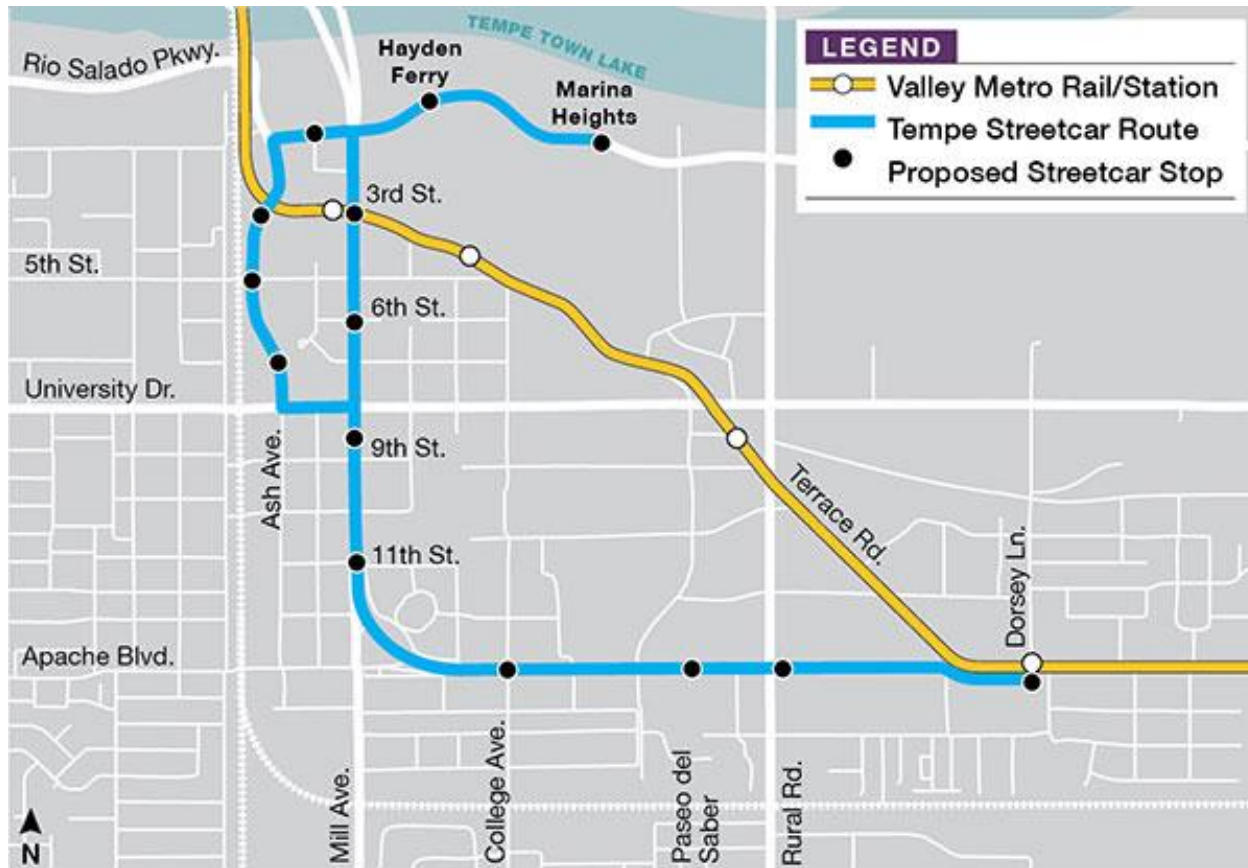 TEMPE TOWN LAKE
Rio Salado Pkwy.
Hayden
Ferry
Marina
Heights
LEGEND
Valley Metro Rail/Station
Tempe Streetcar Route
Proposed Streetcar Stop
3rd St.
5th St.
6th St.
University Dr.
9th St.
Ash Ave.
Terrace Rd.
11th St.
Dorsey Ln.
Apache Blvd.
Mill Ave.
College Ave.
Paseo del
Saber
Rural Rd.
N